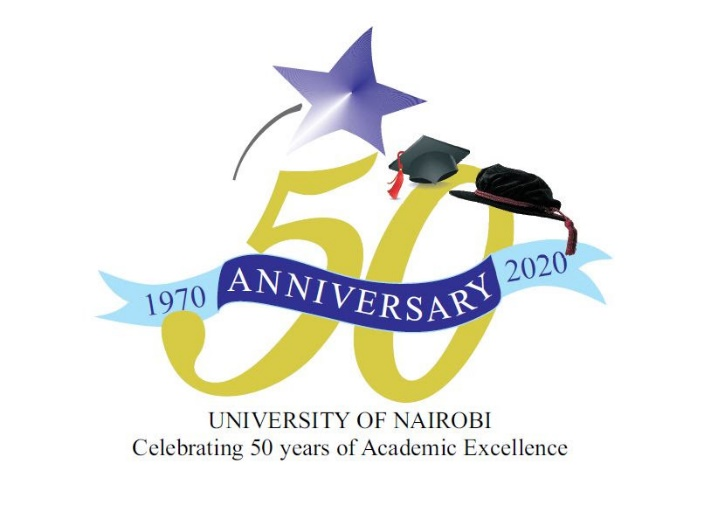 50
1970 ANNIVERSARY 2020
UNIVERSITY OF NAIROBI
Celebrating 50 years of Academic Excellence